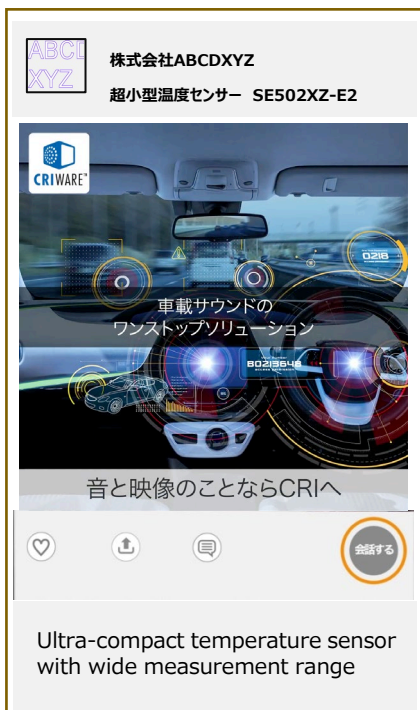 ABCD
XYZ
株式会社ABCDXYZ
超小型温度センサー SE502XZ-E2
CRIWARE™
0218
車載サウンドの
ワンストップソリューション
80213648
音と映像のことならCRIへ
会話する
Ultra-compact temperature sensor
with wide measurement range